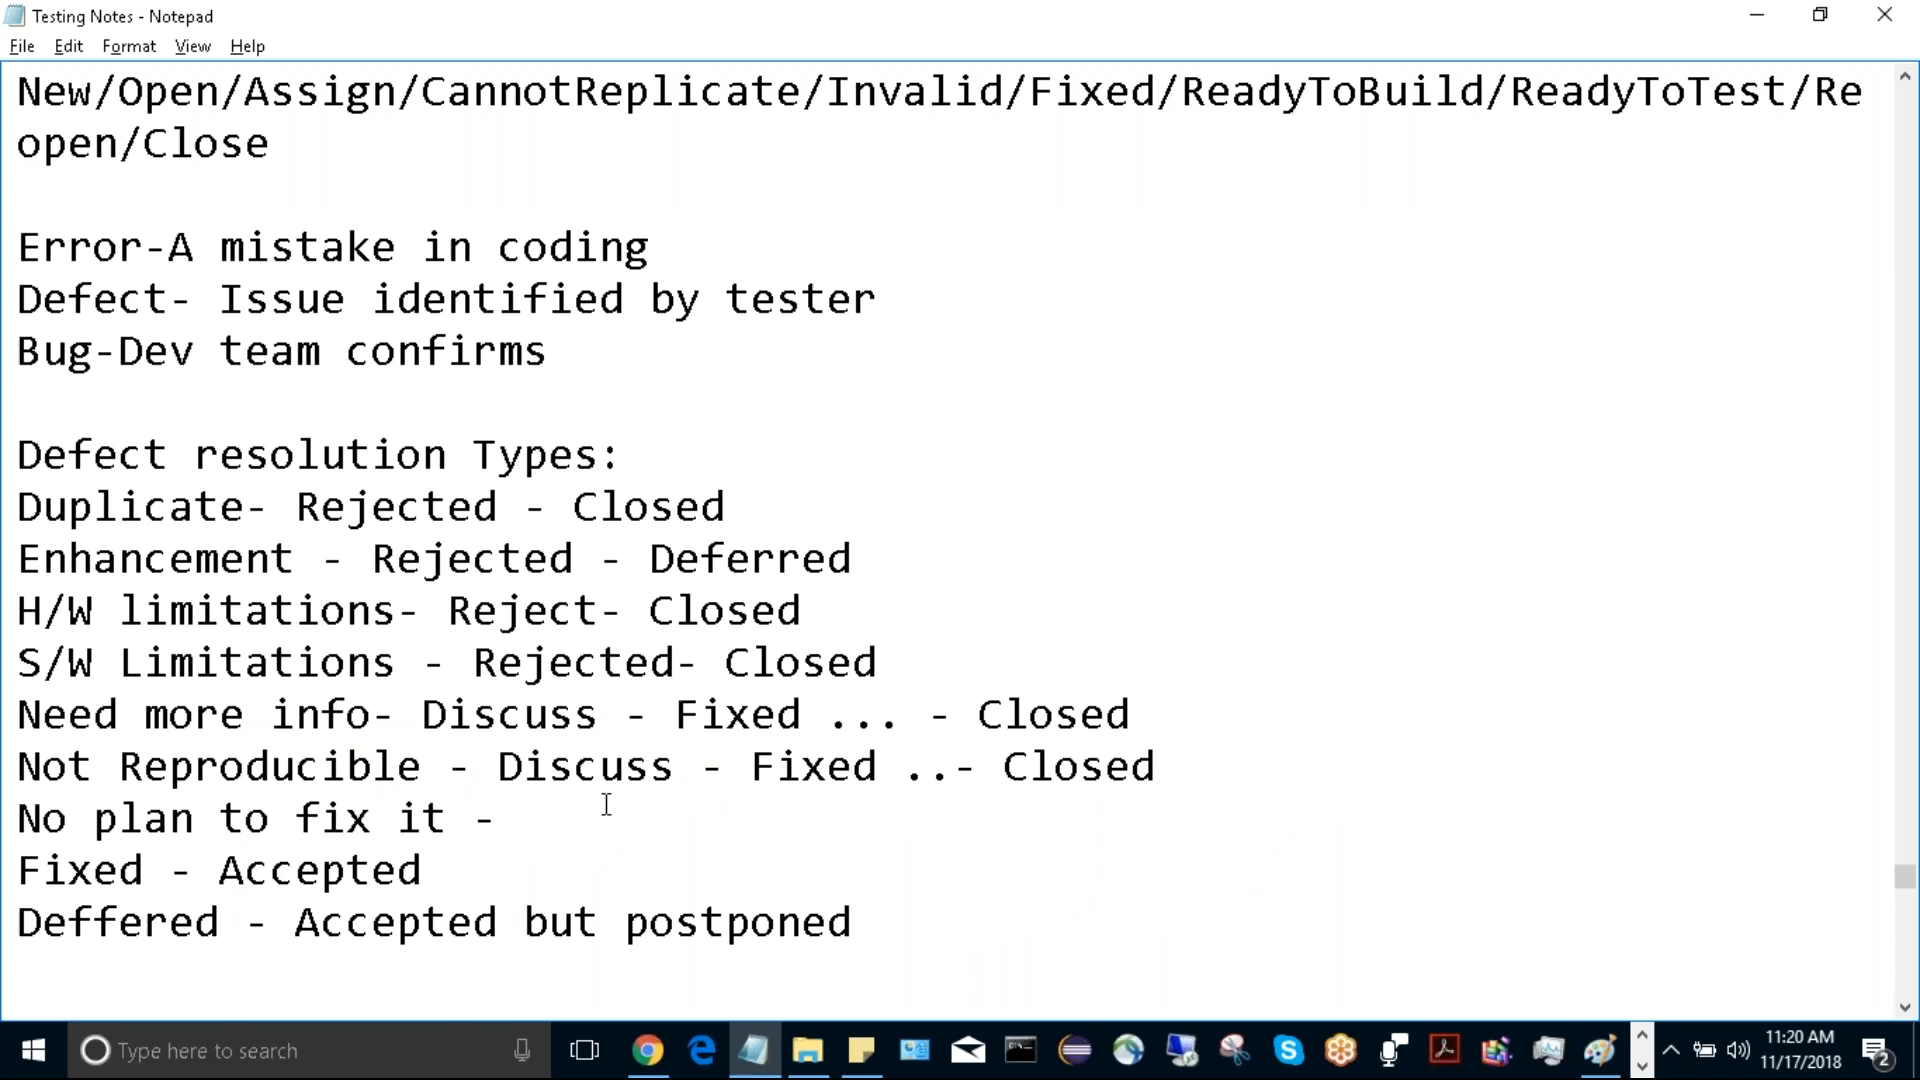 Testing Notes - Notepad
File Edit Format View Help
New/Open/Assign/CannotReplicate/Invalid/Fixed/ReadyToBuild/ReadyToTest/Re
open/Close
Error-A mistake in coding
Defect- Issue identified by tester
Bug-Dev team confirms
Defect resolution Types:
Duplicate- Rejected - Closed
Enhancement - Rejected - Deferred
H/W limitations- Reject- Closed
S/W Limitations - Rejected- Closed
Need more info- Discuss - Fixed ... - Closed
Not Reproducible - Discuss - Fixed ..- Closed
No plan to fix it -
Fixed - Accepted
Deffered - Accepted but postponed
Type here to search
11:20 AM
11/17/2018
2